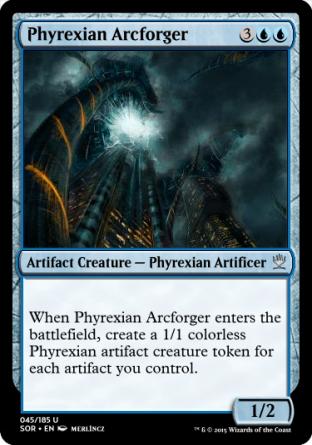 Phyrexian Arcforger 3
Artifact Creature — Phyrexian Artificer
When Phyrexian Arcforger enters the
battlefield, create a 1/1 colorless
Phyrexian artifact creature token for
each artifact you control.
1/2
045/185 U
SOR • EN MERLİNCZ
™ & © 2015 Wizards of the Coast